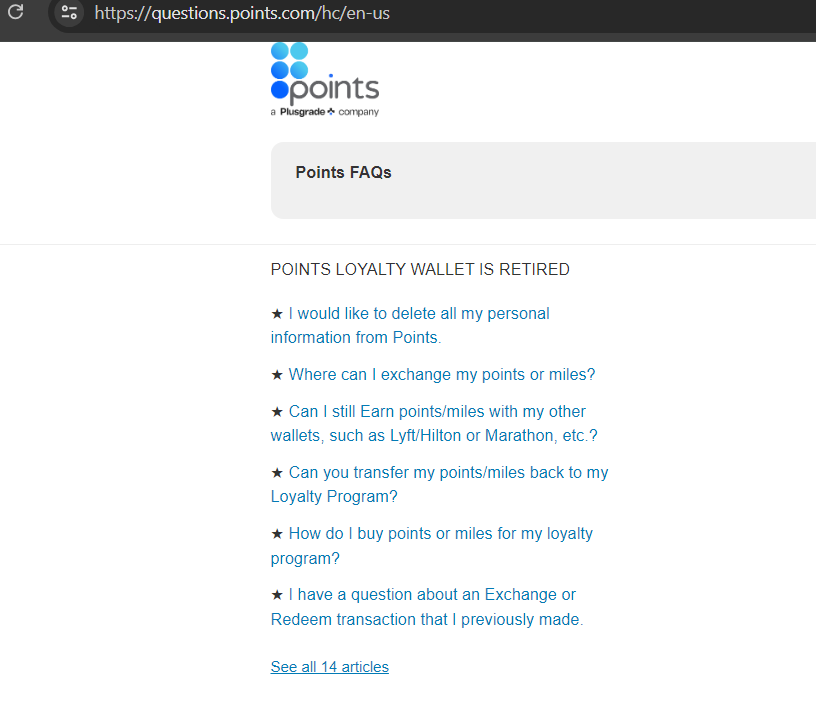 https://questions.points.com/hc/en-us
points
a Plusgrade company
Points FAQs
POINTS LOYALTY WALLET IS RETIRED
★ I would like to delete all my personal
information from Points.
★ Where can I exchange my points or miles?
★ Can I still Earn points/miles with my other
wallets, such as Lyft/Hilton or Marathon, etc.?
★ Can you transfer my points/miles back to my
Loyalty Program?
★ How do I buy points or miles for my loyalty
program?
★ I have a question about an Exchange or
Redeem transaction that I previously made.
See all 14 articles